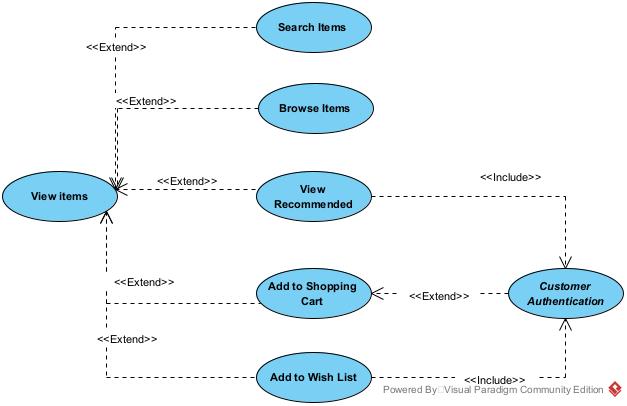 Search Items
<<Extend>>
<<Extend>>
Browse Items
<<Extend>>
<<Include>>
View items
View
Recommended
<<Extend>>
Add to Shopping
Cart
<<Extend>>
Customer
Authentication
<<Extend>>
Add to Wish List
<<Include>>
Powered By Visual Paradigm Community Edition